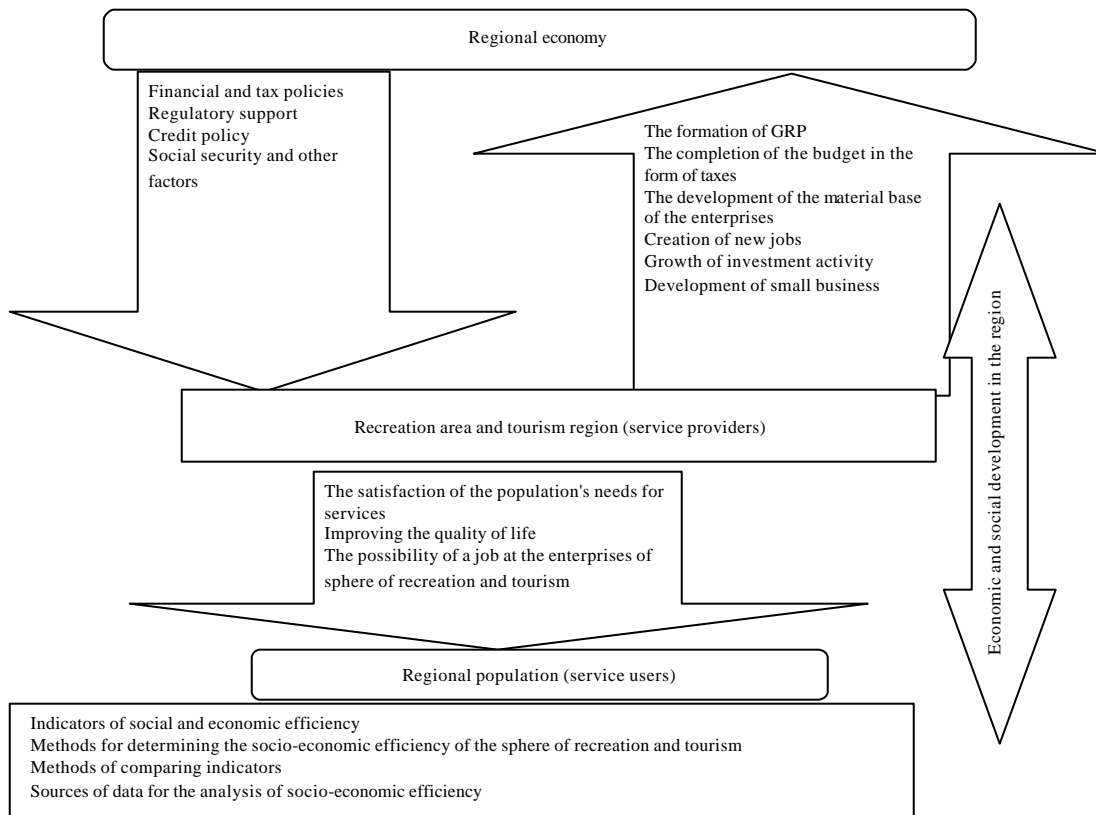 Regional economy
Financial and tax policies
Regulatory support
Credit policy
Social security and other
factors
The formation of GRP
The completion of the budget in the
form of taxes
The development of the material base
of the enterprises
Creation of new jobs
Growth of investment activity
Development of small business
Economic and social development in the region
Recreation area and tourism region (service providers)
The satisfaction of the population's needs for
services
Improving the quality of life
The possibility of a job at the enterprises of
sphere of recreation and tourism
Regional population (service users)
Indicators of social and economic efficiency
Methods for determining the socio-economic efficiency of the sphere of recreation and tourism
Methods of comparing indicators
Sources of data for the analysis of socio-economic efficiency